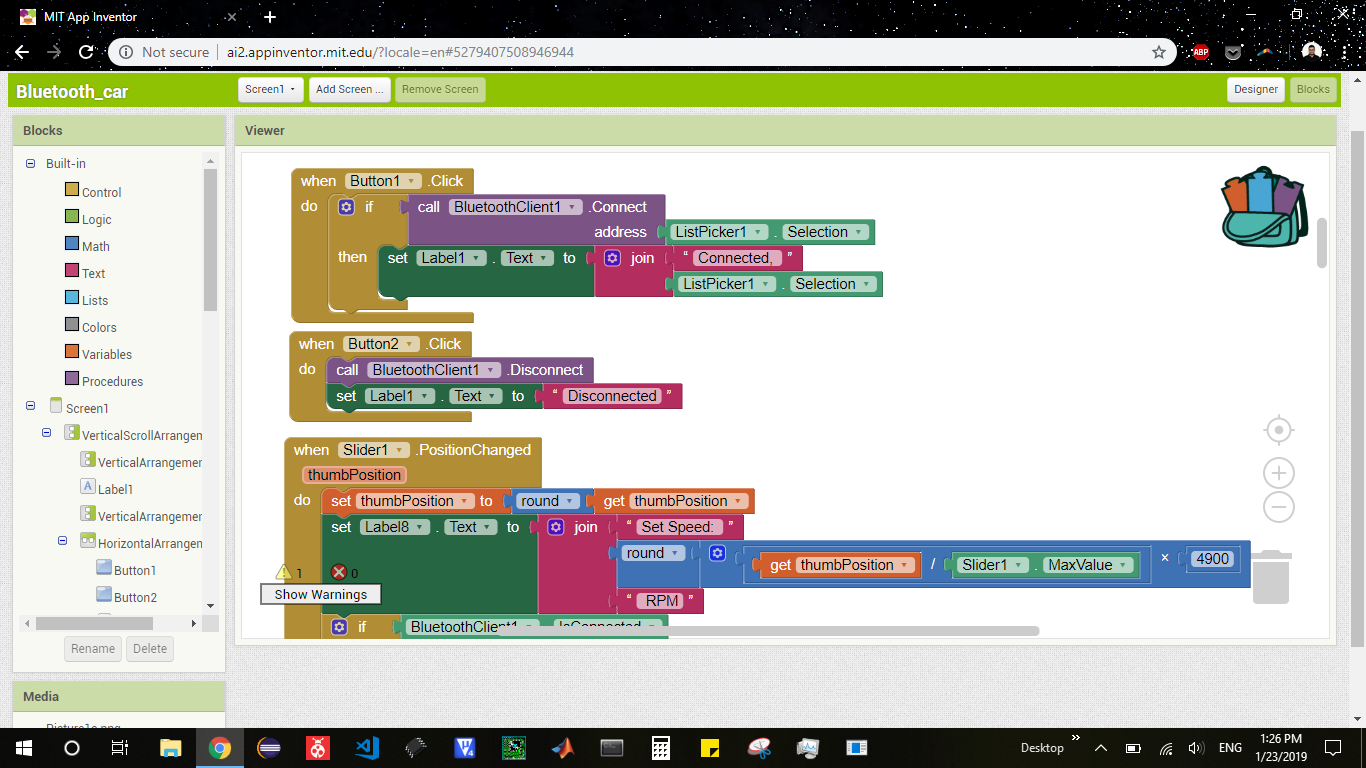 MIT App Inventor
Not secure ai2.appinventor.mit.edu/?locale=en#5279407508946944
ABP
Bluetooth_car
Screen1
Add Screen ...
Remove Screen
Designer
Blocks
Blocks
Viewer
Built-in
Control
Logic
Math
Text
Lists
Colors
Variables
Procedures
Screen1
VerticalScrollArrangem
VerticalArrangemer
A Label1
VerticalArrangemer
HorizontalArrangen
Button1
Button2
Rename
Delete
Media
when Button1 .Click
do if call BluetoothClient1 .Connect
address ListPicker1 . Selection
then set Label1 . Text to join " Connected, "
ListPicker1 . Selection
when Button2 .Click
do call BluetoothClient1 .Disconnect
set Label1 . Text to " Disconnected "
when Slider1 .PositionChanged
thumbPosition
do set thumbPosition to round get thumbPosition
set Label8 . Text to join " Set Speed: "
round get thumbPosition / Slider1 . MaxValue × 4900
" RPM "
1 0
Show Warnings
if BluetoothClient1 . IsConnected
Desktop
ENG
1:26 PM
1/23/2019